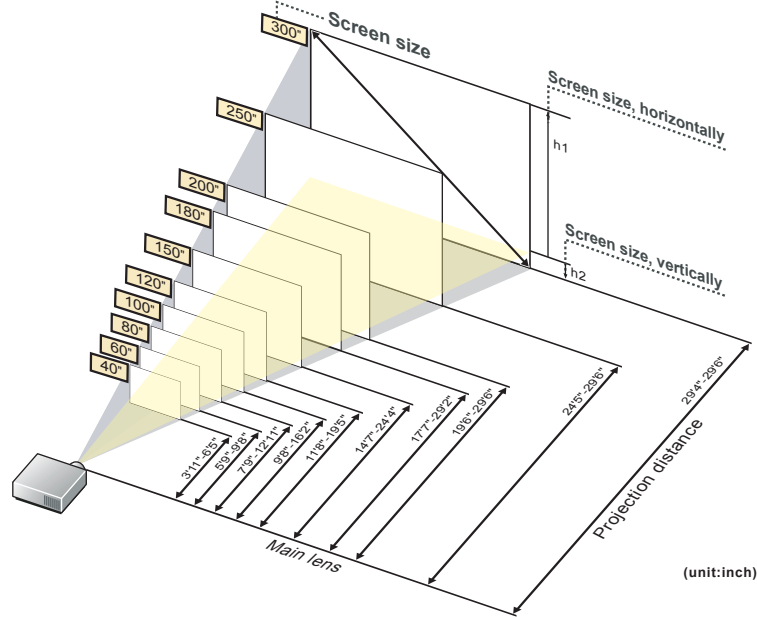 Screen size
300"
250"
200"
180"
150"
120"
100"
80"
60"
40"
Screen size, horizontally
h1
Screen size, vertically
h2
3'11"-6'5"
5'9"-9'8"
7'9"-12'11"
9'8"-16'2"
11'8"-19'5"
14'7"-24'4"
17'7"-29'2"
19'6"-29'6"
24'5"-29'6"
29'4"-29'6"
Projection distance
Main lens
(unit:inch)